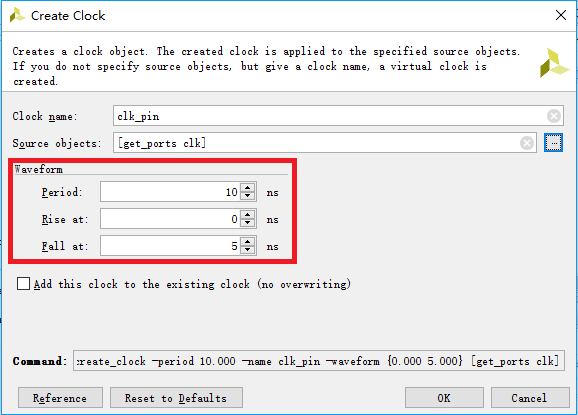 Create Clock
Creates a clock object. The created clock is applied to the specified source objects.
If you do not specify source objects, but give a clock name, a virtual clock is
created.
Clock name: clk_pin
Source objects: [get_ports clk] ...
Waveform
Period: 10 ns
Rise at: 0 ns
Fall at: 5 ns
Add this clock to the existing clock (no overwriting)
Command: create_clock -period 10.000 -name clk_pin -waveform {0.000 5.000} [get_ports clk]
Reference Reset to Defaults OK Cancel